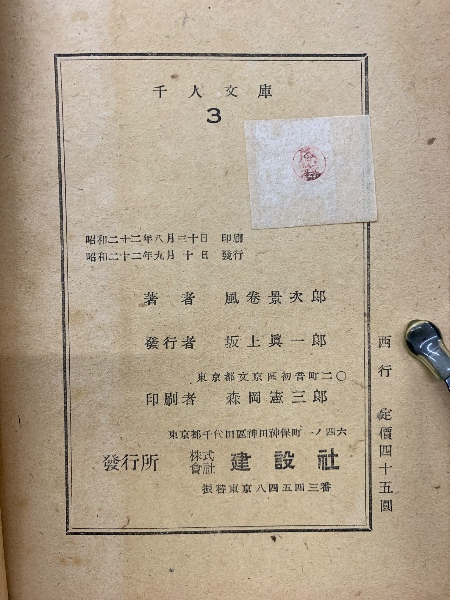 千人文庫
3
昭和二十二年八月三十日 印刷
昭和二十二年九月十日 發行
著者 風卷景次郎
發行者 坂上眞一郎
東京都文京區初音町二〇
印刷者 森岡憲三郎
東京都千代田區神田神保町一ノ四六
發行所 株式會社 建設社
振替東京八四五四三番
西行 定價四十五圓